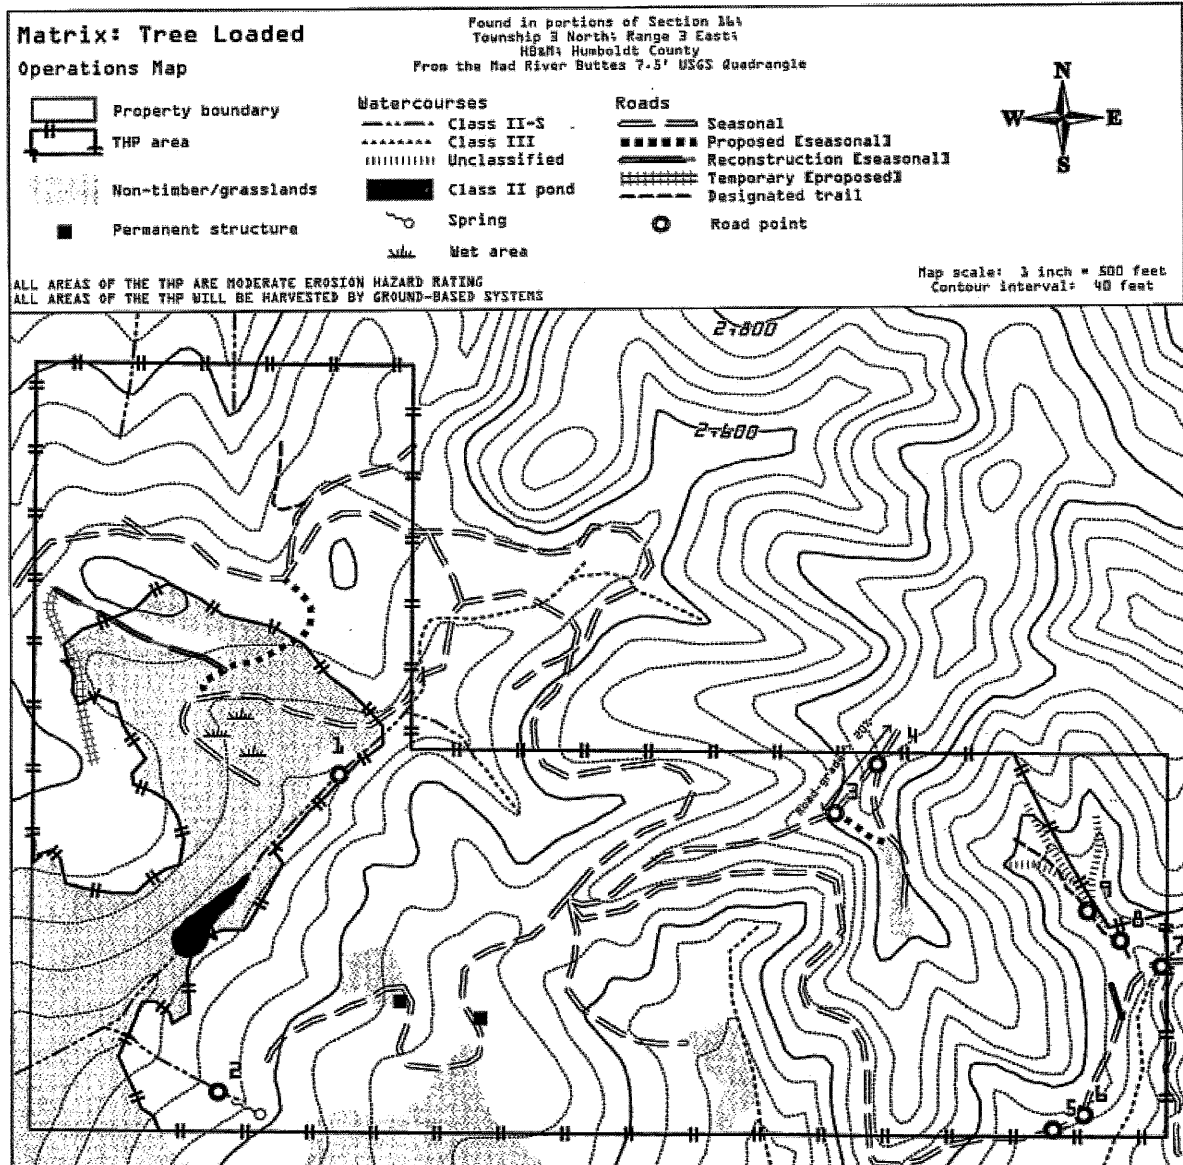 Matrix: Tree Loaded
Operations Map
Found in portions of Section 16;
Township 3 North; Range 3 East;
HB&M; Humboldt County
From the Mad River Buttes 7.5' USGS Quadrangle
N
W E
S
Property boundary
THP area
Non-timber/grasslands
Permanent structure
Watercourses
Class II-S
Class III
Unclassified
Class II pond
Spring
Wet area
Roads
Seasonal
Proposed [seasonal]
Reconstruction [seasonal]
Temporary [proposed]
Designated trail
Road point
ALL AREAS OF THE THP ARE MODERATE EROSION HAZARD RATING
ALL AREAS OF THE THP WILL BE HARVESTED BY GROUND-BASED SYSTEMS
Map scale: 1 inch = 500 feet
Contour interval: 40 feet
2,800
2,600
4
1
3
9
8
7
2
5
6